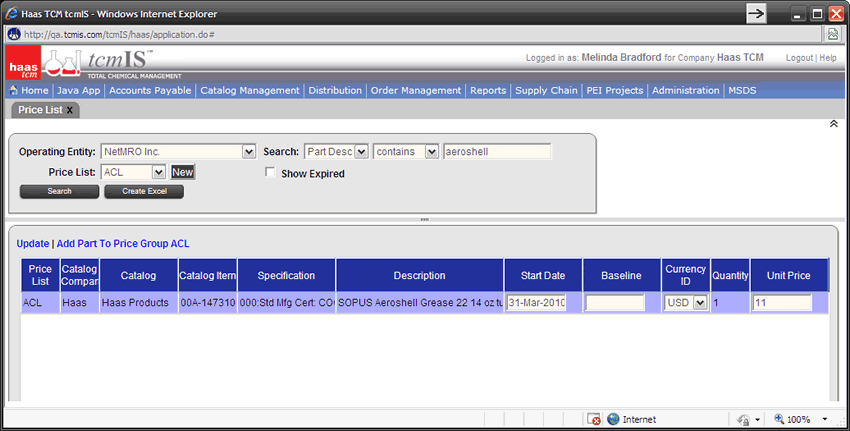 Haas TCM tcmIS - Windows Internet Explorer
http://qa.tcmis.com/tcmIS/haas/application.do#
haas tcm
tcmIS™
TOTAL CHEMICAL MANAGEMENT
Logged in as: Melinda Bradford for Company Haas TCM Logout | Help
Home | Java App | Accounts Payable | Catalog Management | Distribution | Order Management | Reports | Supply Chain | PEI Projects | Administration | MSDS
Price List X
Operating Entity: NetMRO Inc. Search: Part Desc contains aeroshell
Price List: ACL New Show Expired
Search Create Excel
Update | Add Part To Price Group ACL
Price List Catalog Compan Catalog Catalog Item Specification Description Start Date Baseline Currency ID Quantity Unit Price
ACL Haas Haas Products 00A-147310 000:Std Mfg Cert: CO SOPUS Aeroshell Grease 22 14 oz tu 31-Mar-2010 USD 1 11
Internet 100%